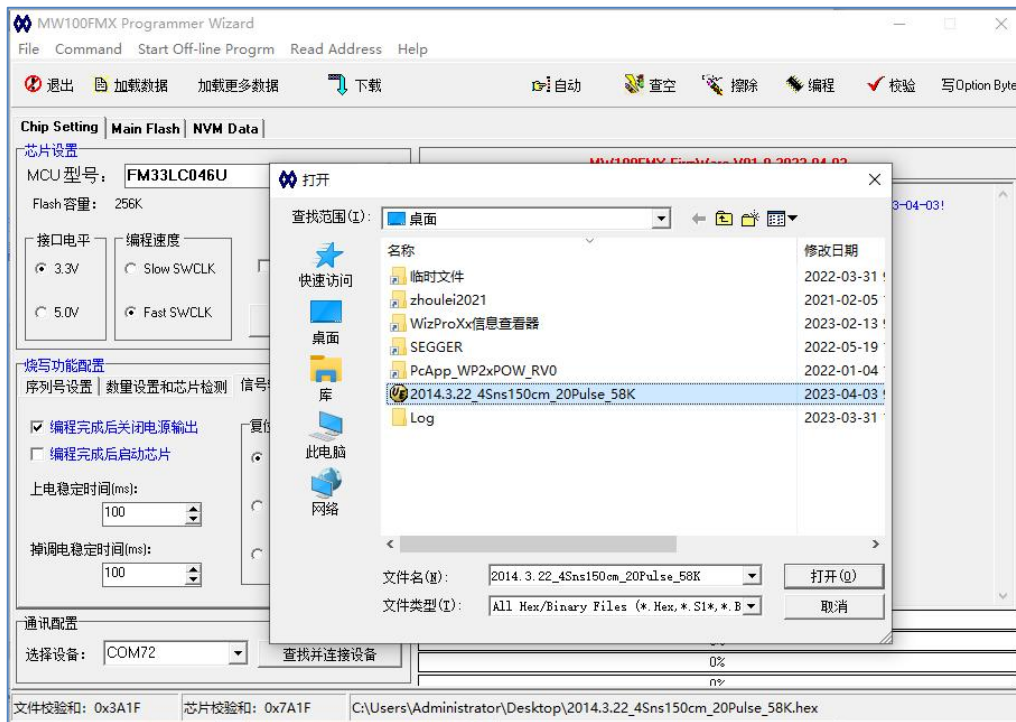 MW100FMX Programmer Wizard
File Command Start Off-line Progrm Read Address Help
退出 加载数据 加载更多数据 下载 自动 查空 擦除 编程 校验 写Option Byte
Chip Setting Main Flash NVM Data
芯片设置
MCU型号: FM33LC046U
Flash容量: 256K
接口电平 编程速度
3.3V Slow SWCLK
5.0V Fast SWCLK
3-04-03!
烧写功能配置
序列号设置 数量设置和芯片检测
编程完成后关闭电源输出
编程完成后启动芯片
上电稳定时间(ms):
100
掉调电稳定时间(ms):
100
通讯配置
选择设备: COM72 查找并连接设备
打开
查找范围(I): 桌面
快速访问
桌面
库
此电脑
网络
名称 修改日期
临时文件 2022-03-31
zhoulei2021 2021-02-05
WizProXx信息查看器 2023-02-13
SEGGER 2022-05-19
PcApp_WP2xPOW_RV0 2022-01-04
2014.3.22_4Sns150cm_20Pulse_58K 2023-04-03
Log 2023-03-31
文件名(N): 2014.3.22_4Sns150cm_20Pulse_58K 打开(O)
文件类型(T): All Hex/Binary Files (*.Hex,*.S1*,*.B 取消
0%
文件校验和: 0x3A1F 芯片校验和: 0x7A1F C:\Users\Administrator\Desktop\2014.3.22_4Sns150cm_20Pulse_58K.hex